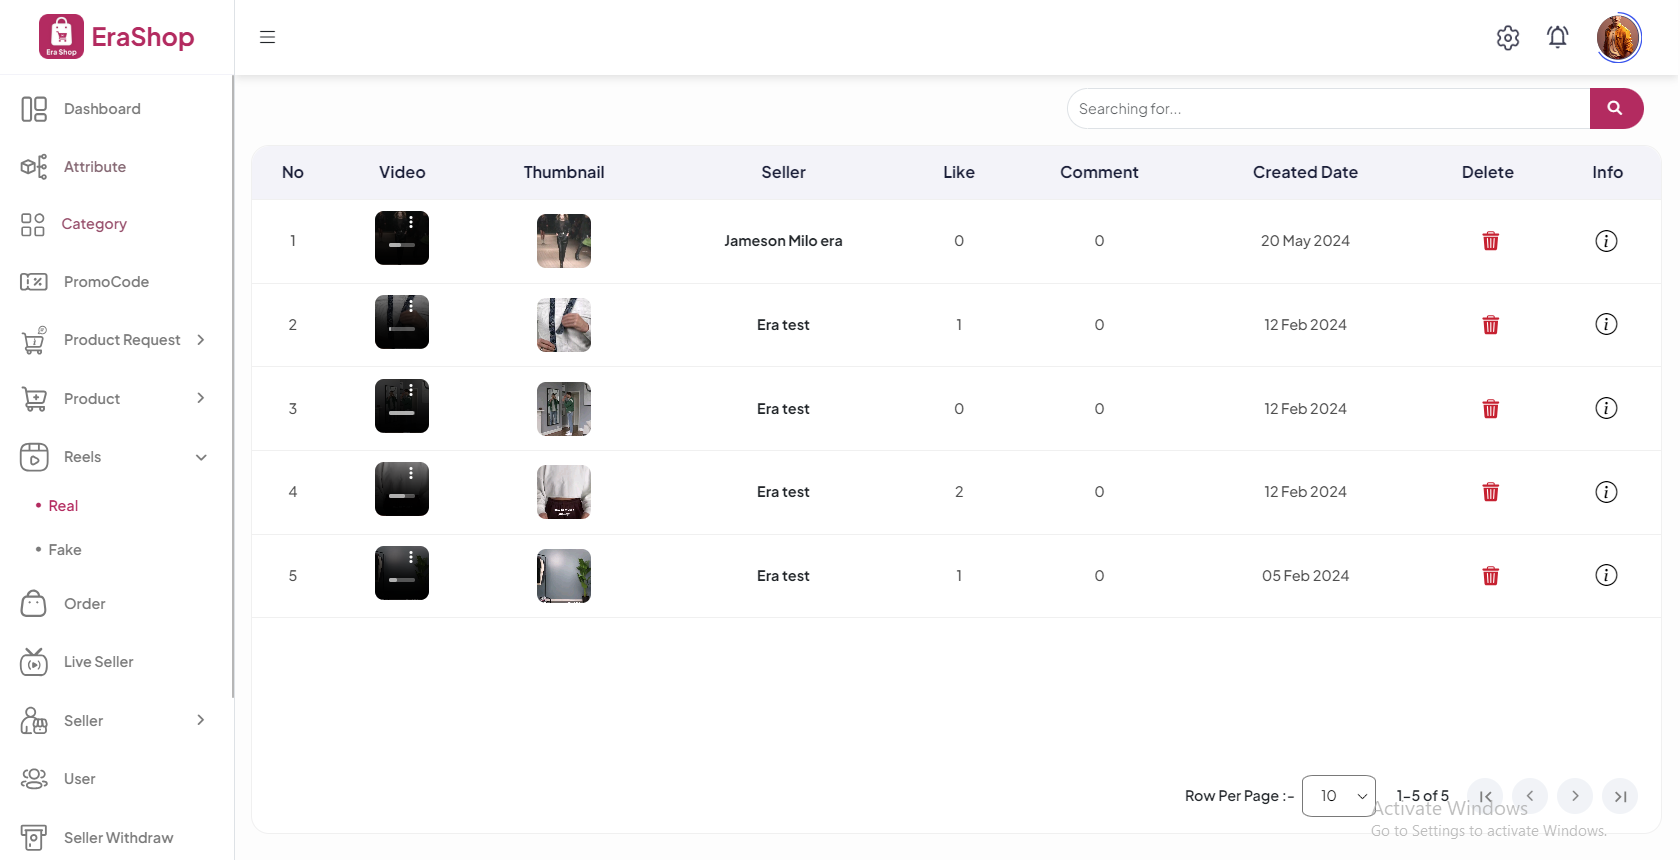 Era Shop
EraShop
Dashboard
Attribute
Category
PromoCode
Product Request
Product
Reels
• Real
• Fake
Order
Live Seller
Seller
User
Seller Withdraw
Searching for...
No Video Thumbnail Seller Like Comment Created Date Delete Info
1 Jameson Milo era 0 0 20 May 2024
2 Era test 1 0 12 Feb 2024
3 Era test 0 0 12 Feb 2024
4 Era test 2 0 12 Feb 2024
5 Era test 1 0 05 Feb 2024
Row Per Page :- 10 1–5 of 5
Activate Windows
Go to Settings to activate Windows.